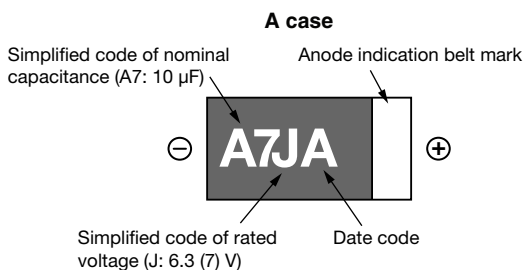 A case
Simplified code of nominal
capacitance (A7: 10 µF)
Anode indication belt mark
⊖ A7JA ⊕
Simplified code of rated
voltage (J: 6.3 (7) V)
Date code